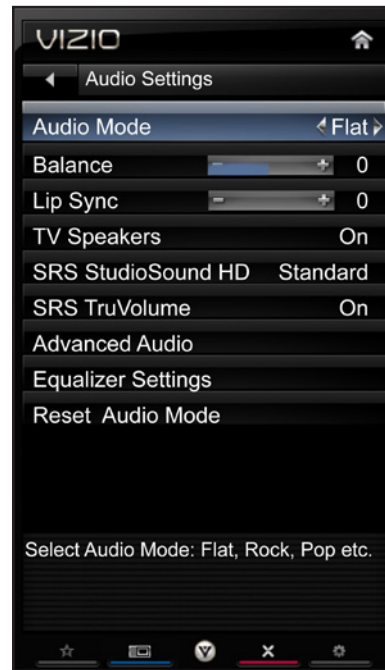 VIZIO
Audio Settings
Audio Mode Flat
Balance - + 0
Lip Sync - + 0
TV Speakers On
SRS StudioSound HD Standard
SRS TruVolume On
Advanced Audio
Equalizer Settings
Reset Audio Mode
Select Audio Mode: Flat, Rock, Pop etc.
V